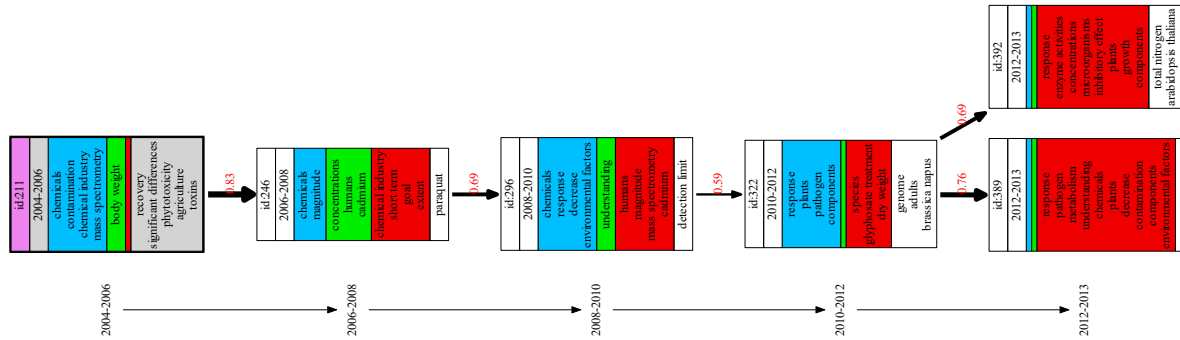 id:211
2004-2006
chemicals
contamination
chemical industry
mass spectrometry
body weight
recovery
significant differences
phytotoxicity
agriculture
toxins
0.83
id:246
2006-2008
chemicals
magnitude
concentrations
humans
cadmium
chemical industry
short term
goal
extent
paraquat
0.69
id:296
2008-2010
chemicals
response
decrease
environmental factors
understanding
humans
magnitude
mass spectrometry
cadmium
detection limit
0.59
id:322
2010-2012
response
plants
pathogen
components
species
glyphosate treatment
dry weight
genome
adults
brassica napus
0.69
0.76
id:392
2012-2013
response
enzyme activities
concentrations
microorganisms
inhibitory effect
plants
growth
components
total nitrogen
arabidopsis thaliana
id:389
2012-2013
response
pathogen
metabolism
understanding
chemicals
plants
decrease
contamination
components
environmental factors
2004-2006
2006-2008
2008-2010
2010-2012
2012-2013